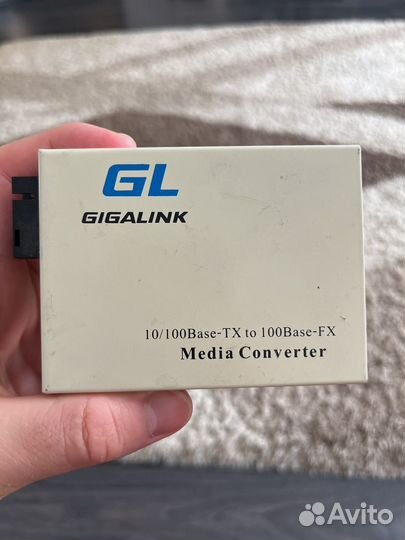 GL
GIGALINK
10/100Base-TX to 100Base-FX
Media Converter
Avito